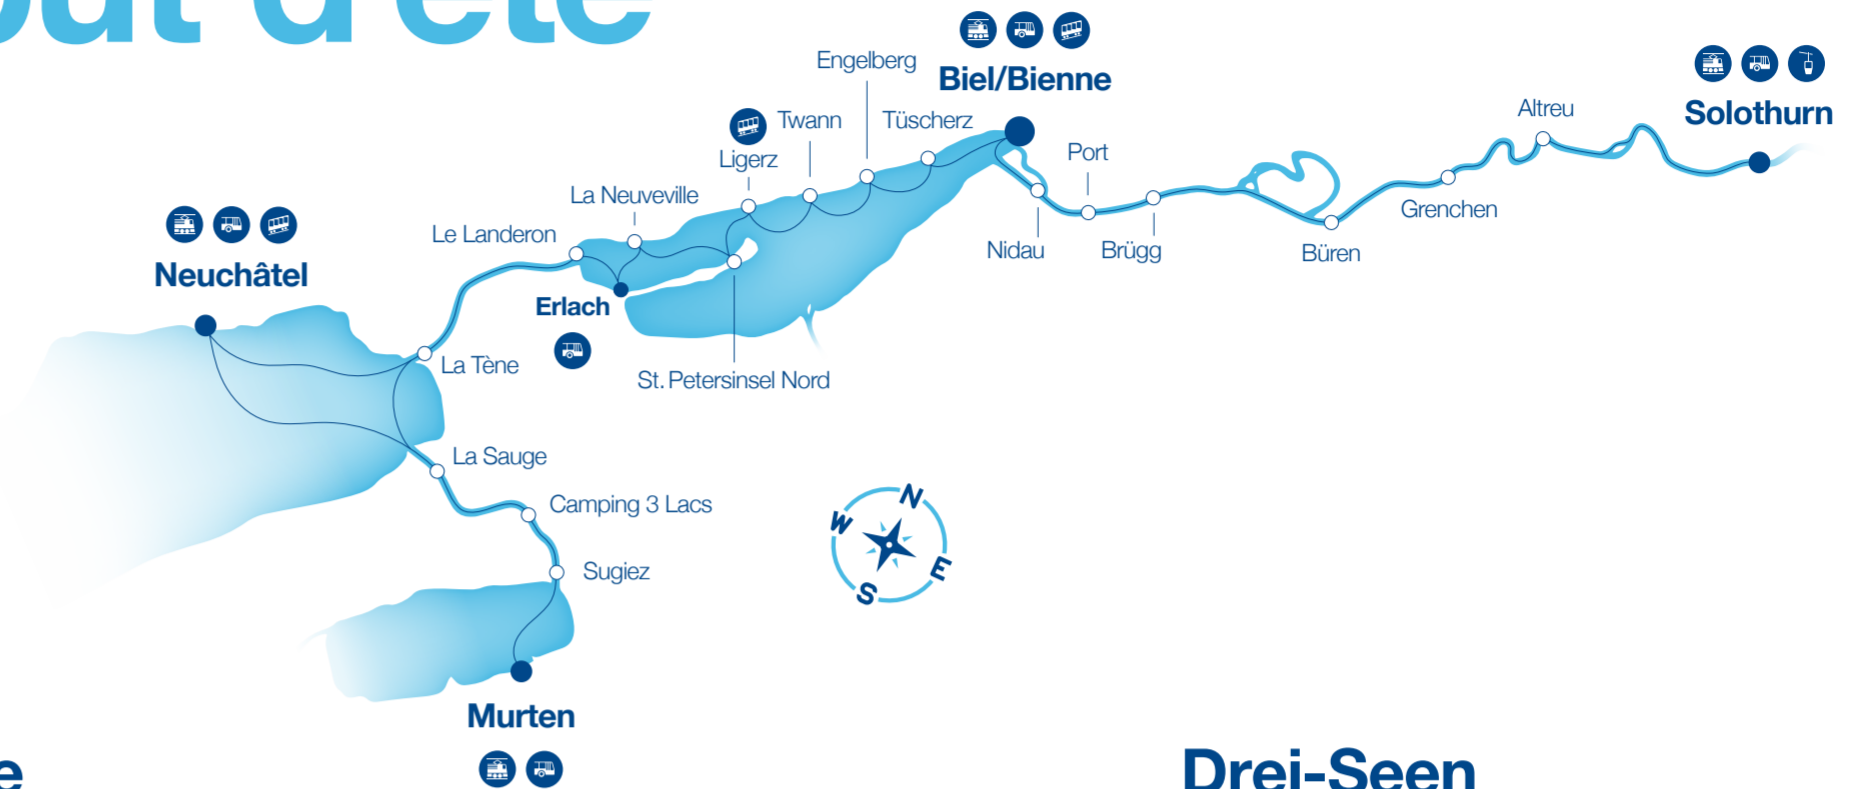 d'été
Engelberg
Biel/Bienne
Solothurn
Altreu
Twann
Tüscherz
Ligerz
Port
La Neuveville
Grenchen
Le Landeron
Nidau
Brügg
Büren
Neuchâtel
Erlach
La Tène
St. Petersinsel Nord
La Sauge
Camping 3 Lacs
N
W
E
S
Sugiez
Murten
Drei-Seen